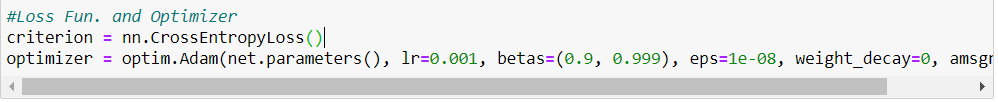 #Loss Fun. and Optimizer
criterion = nn.CrossEntropyLoss()
optimizer = optim.Adam(net.parameters(), lr=0.001, betas=(0.9, 0.999), eps=1e-08, weight_decay=0, amsgr